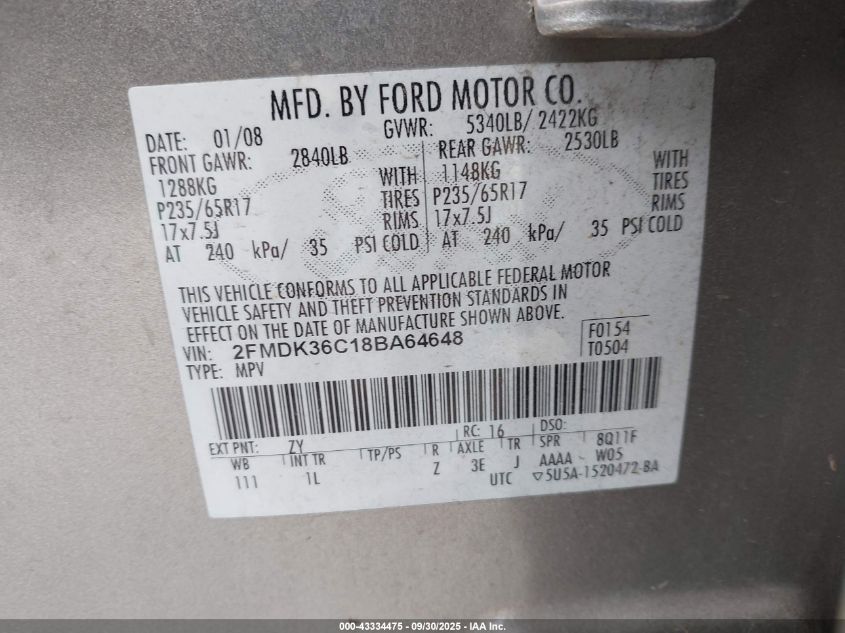 MFD. BY FORD MOTOR CO.
DATE: 01/08 GVWR: 5340LB/ 2422KG
FRONT GAWR: 2840LB REAR GAWR: 2530LB
1288KG WITH 1148KG WITH
P235/65R17 TIRES P235/65R17 TIRES
17x7.5J RIMS 17x7.5J RIMS
AT 240 kPa/ 35 PSI COLD AT 240 kPa/ 35 PSI COLD
THIS VEHICLE CONFORMS TO ALL APPLICABLE FEDERAL MOTOR
VEHICLE SAFETY AND THEFT PREVENTION STANDARDS IN
EFFECT ON THE DATE OF MANUFACTURE SHOWN ABOVE.
VIN: 2FMDK36C18BA64648 F0154
TYPE: MPV T0504
EXT PNT: ZY RC: 16 DSO:
WB INT TR TP/PS R AXLE TR SPR 8Q11F
111 1L Z 3E J AAAA W05
UTC ▽5U5A-1520472-BA
000-43334475 - 09/30/2025 - IAA Inc.